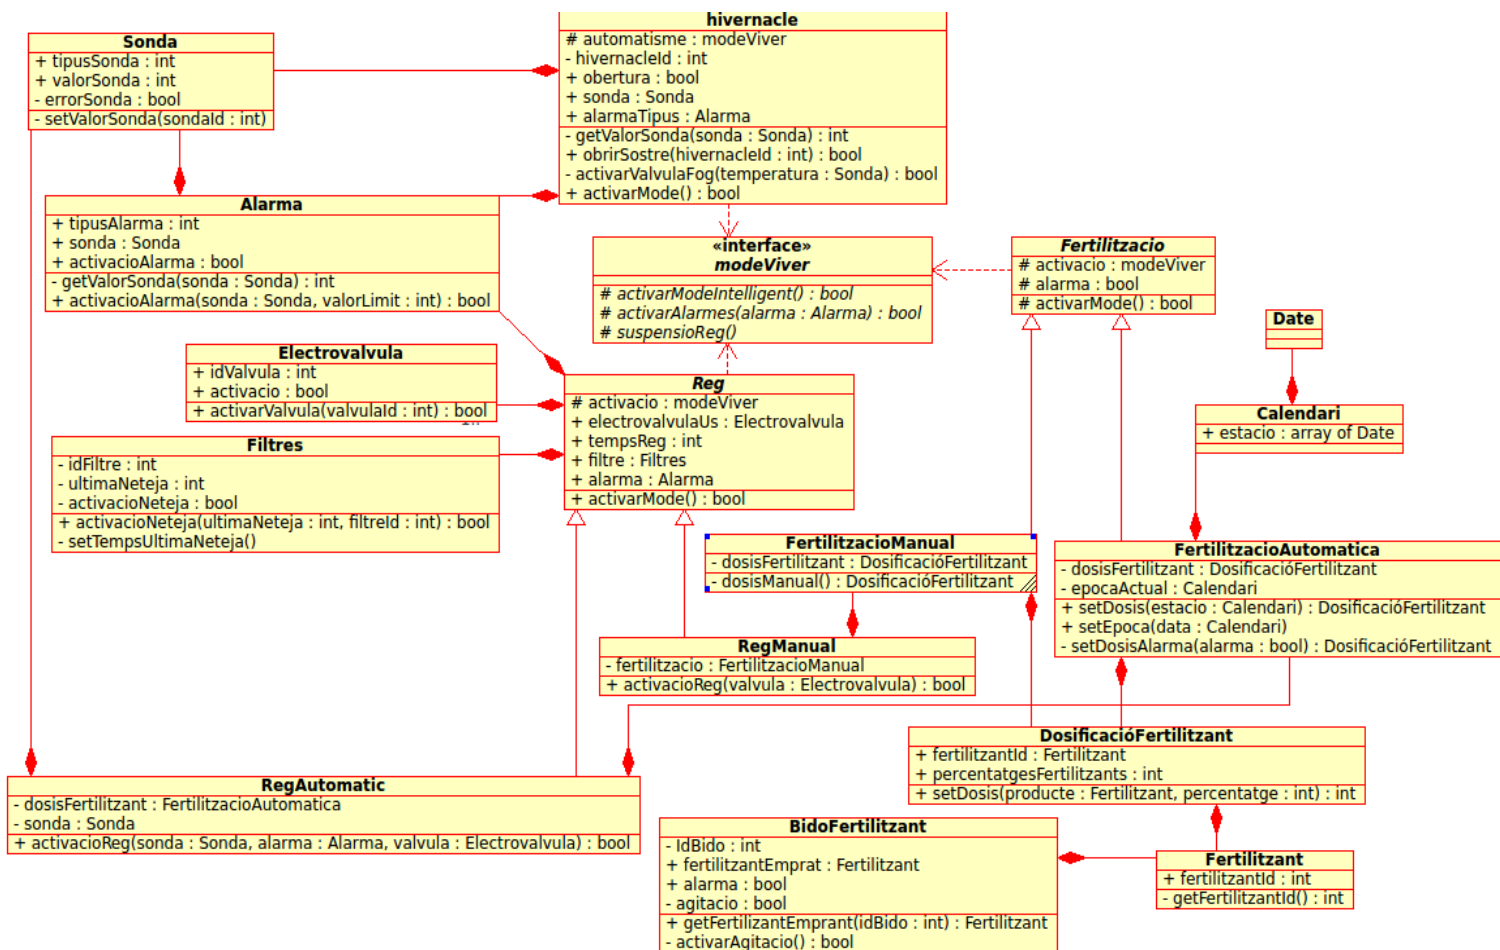 hivernacle
# automatisme : modeViver
- hivernacleId : int
+ obertura : bool
+ sonda : Sonda
+ alarmaTipus : Alarma
- getValorSonda(sonda : Sonda) : int
+ obrirSostre(hivernacleId : int) : bool
- activarValvulaFog(temperatura : Sonda) : bool
+ activarMode() : bool
Sonda
+ tipusSonda : int
+ valorSonda : int
- errorSonda : bool
- setValorSonda(sondaId : int)
Alarma
+ tipusAlarma : int
+ sonda : Sonda
+ activacioAlarma : bool
- getValorSonda(sonda : Sonda) : int
+ activacioAlarma(sonda : Sonda, valorLimit : int) : bool
«interface»
modeViver
# activarModeIntelligent() : bool
# activarAlarmes(alarma : Alarma) : bool
# suspensioReg()
Fertilitzacio
# activacio : modeViver
# alarma : bool
# activarMode() : bool
Date
Electrovalvula
+ idValvula : int
+ activacio : bool
+ activarValvula(valvulaId : int) : bool
Reg
# activacio : modeViver
+ electrovalvulaUs : Electrovalvula
+ tempsReg : int
+ filtre : Filtres
+ alarma : Alarma
+ activarMode() : bool
Calendari
+ estacio : array of Date
Filtres
- idFiltre : int
- ultimaNeteja : int
- activacioNeteja : bool
+ activacioNeteja(ultimaNeteja : int, filtreId : int) : bool
- setTempsUltimaNeteja()
FertilitzacioManual
- dosisFertilitzant : DosificacióFertilitzant
- dosisManual() : DosificacióFertilitzant
FertilitzacioAutomatica
- dosisFertilitzant : DosificacióFertilitzant
- epocaActual : Calendari
+ setDosis(estacio : Calendari) : DosificacióFertilitzant
+ setEpoca(data : Calendari)
- setDosisAlarma(alarma : bool) : DosificacióFertilitzant
RegManual
- fertilitzacio : FertilitzacioManual
+ activacioReg(valvula : Electrovalvula) : bool
DosificacióFertilitzant
+ fertilitzantId : Fertilitzant
+ percentatgesFertilitzants : int
+ setDosis(producte : Fertilitzant, percentatge : int) : int
RegAutomatic
- dosisFertilitzant : FertilitzacioAutomatica
- sonda : Sonda
+ activacioReg(sonda : Sonda, alarma : Alarma, valvula : Electrovalvula) : bool
BidoFertilitzant
- IdBido : int
+ fertilitzantEmprat : Fertilitzant
+ alarma : bool
- agitacio : bool
+ getFertilizantEmprant(idBido : int) : Fertilitzant
- activarAgitacio() : bool
Fertilitzant
+ fertilitzantId : int
- getFertilitzantId() : int